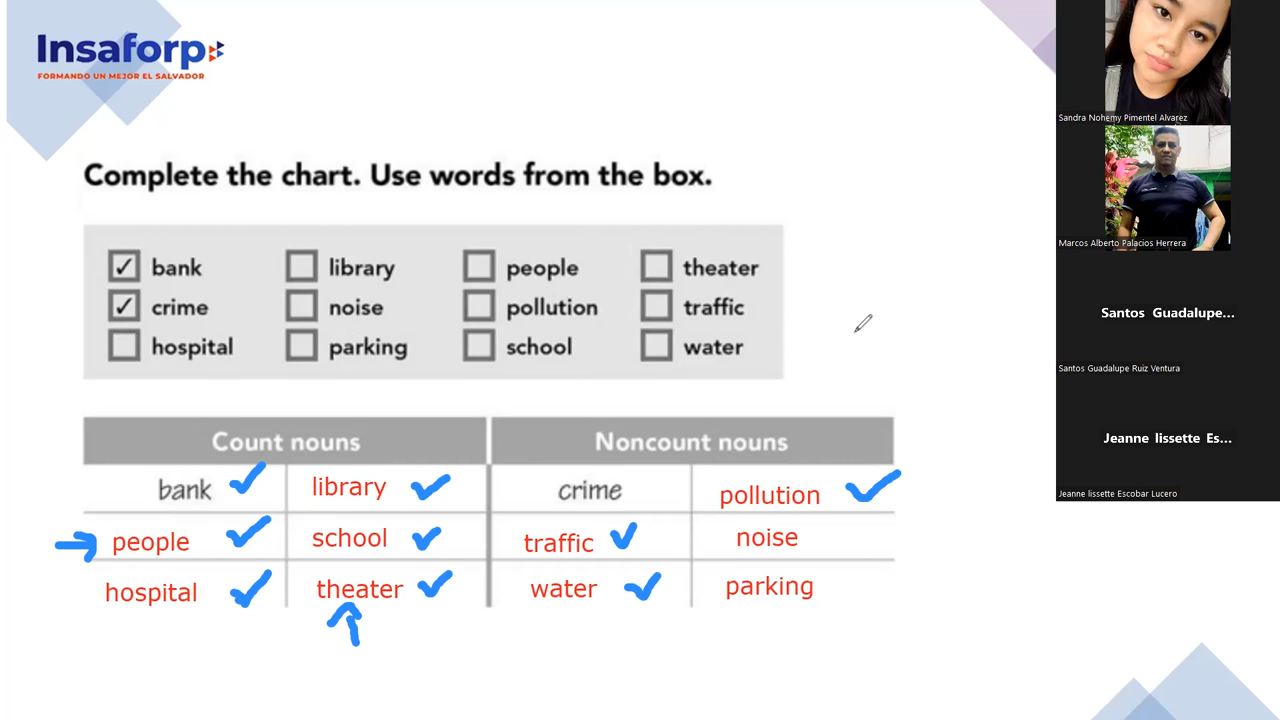 Insaforp
FORMANDO UN MEJOR EL SALVADOR
Complete the chart. Use words from the box.
bank library people theater
crime noise pollution traffic
hospital parking school water
Count nouns Noncount nouns
bank library crime pollution
people school traffic noise
hospital theater water parking
Sandra Nohemy Pimentel Alvarez
Marcos Alberto Palacios Herrera
Santos Guadalupe...
Santos Guadalupe Ruiz Ventura
Jeanne lissette Es...
Jeanne lissette Escobar Lucero